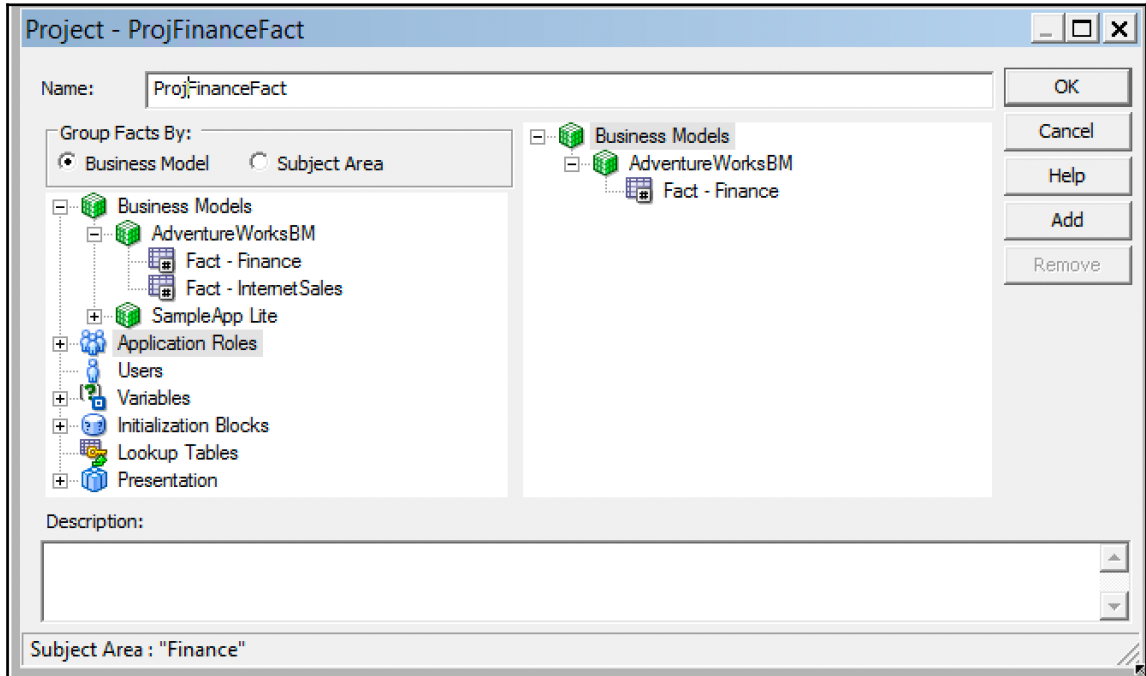 Project - ProjFinanceFact
Name: ProjFinanceFact
OK
Group Facts By:
Business Model Subject Area
Cancel
Help
Add
Remove
Business Models
AdventureWorksBM
Fact - Finance
Fact - InternetSales
SampleApp Lite
Application Roles
Users
Variables
Initialization Blocks
Lookup Tables
Presentation
Business Models
AdventureWorksBM
Fact - Finance
Description:
Subject Area : "Finance"